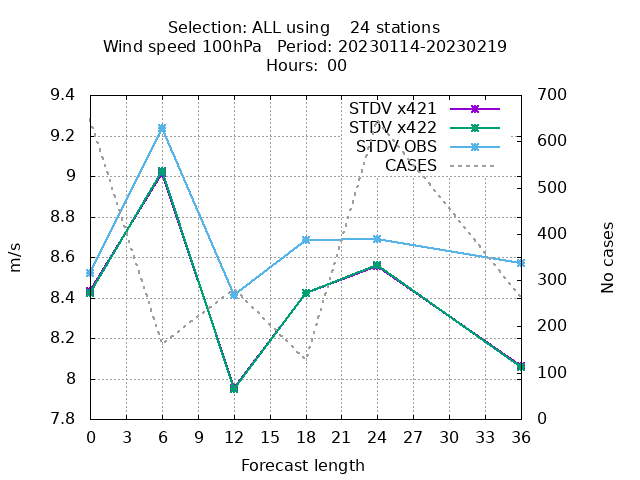 Selection: ALL using    24 stations
Wind speed 100hPa   Period: 20230114-20230219
Hours:  00
9.4
9.2
9
8.8
8.6
8.4
8.2
8
7.8
m/s
STDV x421
STDV x422
STDV OBS
CASES
700
600
500
400
300
200
100
0
No cases
0 3 6 9 12 15 18 21 24 27 30 33 36
Forecast length